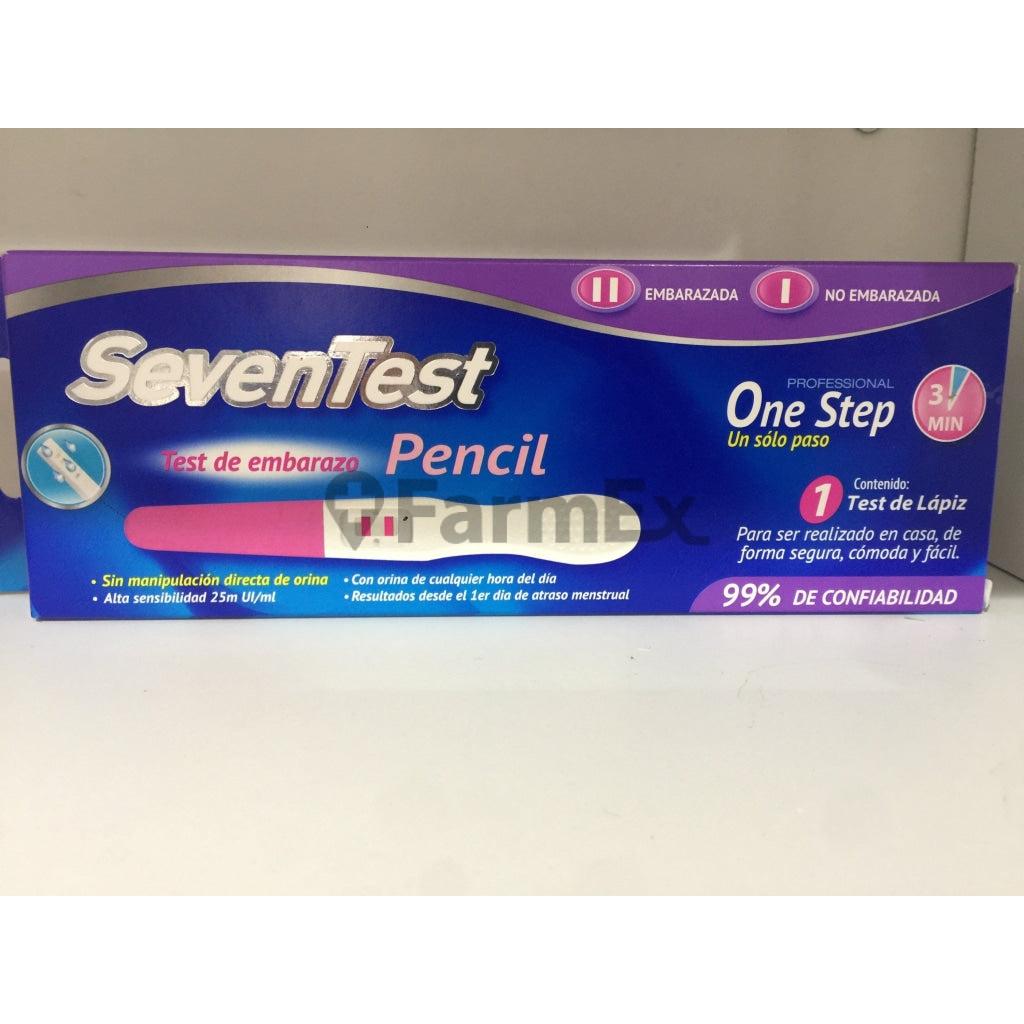 II EMBARAZADA I NO EMBARAZADA
SevenTest
PROFESSIONAL
One Step
Un sólo paso
3
MIN
Test de embarazo Pencil
Contenido:
1 Test de Lápiz
FarmEx
Para ser realizado en casa, de
forma segura, cómoda y fácil.
• Sin manipulación directa de orina
• Alta sensibilidad 25m UI/ml
• Con orina de cualquier hora del día
• Resultados desde el 1er dia de atraso menstrual
99% DE CONFIABILIDAD